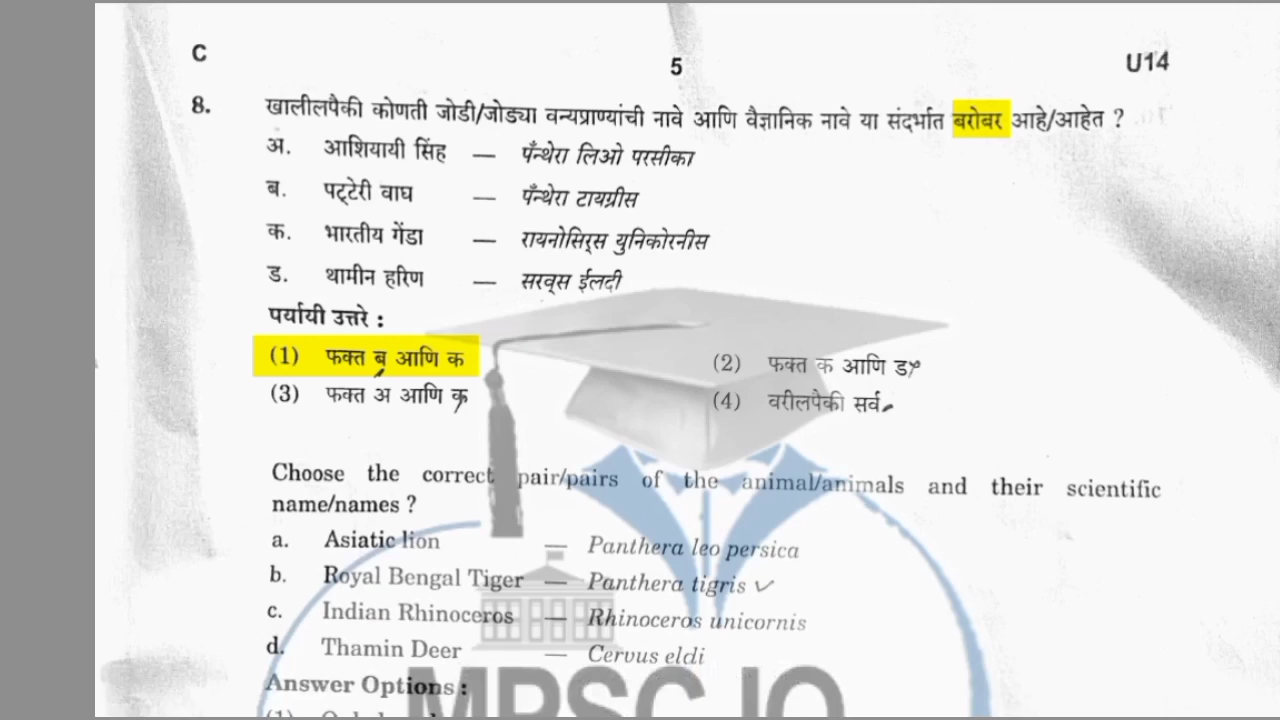 C
5
U14
8. खालीलपैकी कोणती जोडी/जोड्या वन्यप्राण्यांची नावे आणि वैज्ञानिक नावे या संदर्भात बरोबर आहे/आहेत ?
अ. आशियायी सिंह — पँन्थेरा लिओ परसीका
ब. पट्टेरी वाघ — पँन्थेरा टायग्रीस
क. भारतीय गेंडा — रायनोसिर्‌स युनिकोरनीस
ड. थामीन हरिण — सरव्‌स ईलदी
पर्यायी उत्तरे :
(1) फक्त ब आणि क (2) फक्त क आणि ड
(3) फक्त अ आणि क (4) वरीलपैकी सर्व
Choose the correct pair/pairs of the animal/animals and their scientific
name/names ?
a. Asiatic lion — Panthera leo persica
b. Royal Bengal Tiger — Panthera tigris
c. Indian Rhinoceros — Rhinoceros unicornis
d. Thamin Deer — Cervus eldi
Answer Options :